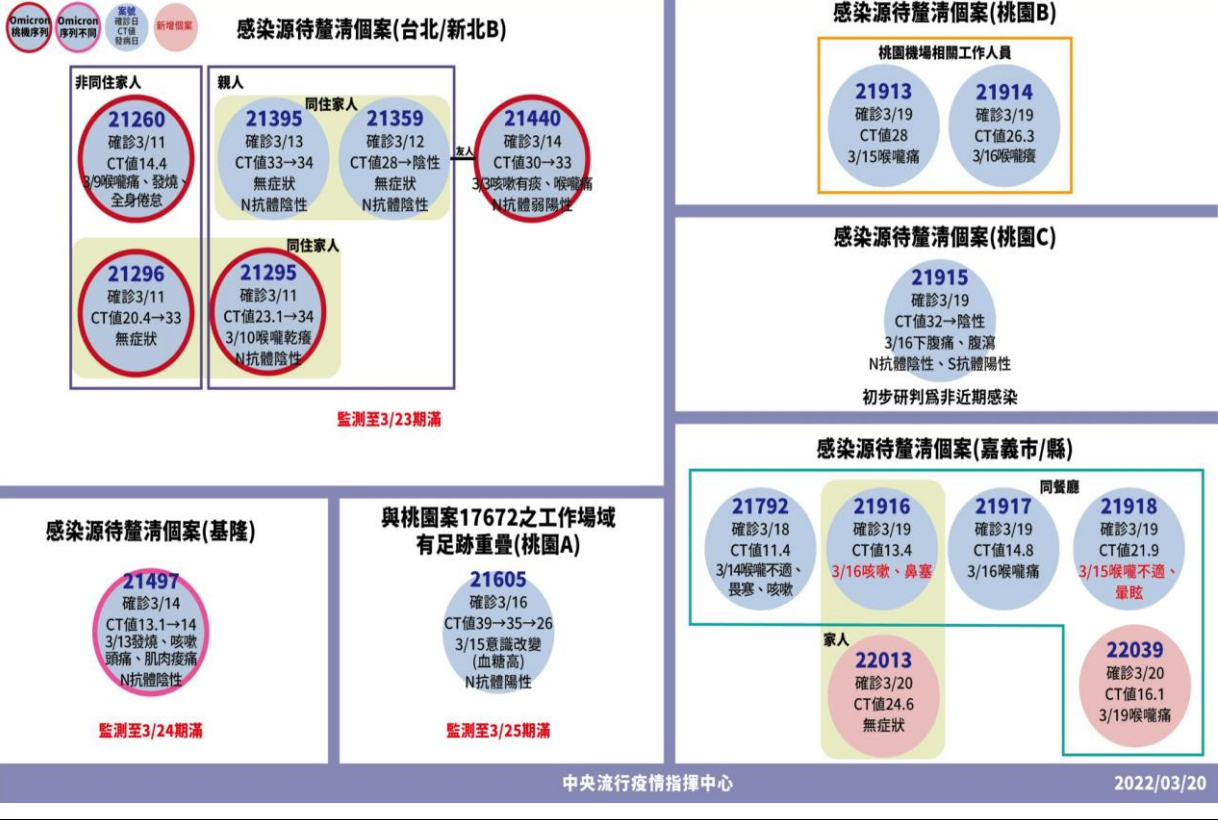 Omicron
桃機序列
Omicron
序列不同
案號
確診日
CT值
發病日
新增個案
感染源待釐清個案(台北/新北B)
非同住家人
21260
確診3/11
CT值14.4
3/9喉嚨痛、發燒、
全身倦怠
親人
同住家人
21395
確診3/13
CT值33→34
無症狀
N抗體陰性
21359
確診3/12
CT值28→陰性
無症狀
N抗體陰性
友人
21440
確診3/14
CT值30→33
3/3咳嗽有痰、喉嚨痛
N抗體弱陽性
同住家人
21296
確診3/11
CT值20.4→33
無症狀
21295
確診3/11
CT值23.1→34
3/10喉嚨乾癢
N抗體陰性
監測至3/23期滿
感染源待釐清個案(基隆)
21497
確診3/14
CT值13.1→14
3/13發燒、咳嗽
頭痛、肌肉痠痛
N抗體陰性
監測至3/24期滿
與桃園案17672之工作場域
有足跡重疊(桃園A)
21605
確診3/16
CT值39→35→26
3/15意識改變
(血糖高)
N抗體陽性
監測至3/25期滿
感染源待釐清個案(桃園B)
桃園機場相關工作人員
21913
確診3/19
CT值28
3/15喉嚨痛
21914
確診3/19
CT值26.3
3/16喉嚨癢
感染源待釐清個案(桃園C)
21915
確診3/19
CT值32→陰性
3/16下腹痛、腹瀉
N抗體陰性、S抗體陽性
初步研判為非近期感染
感染源待釐清個案(嘉義市/縣)
同餐廳
21792
確診3/18
CT值11.4
3/14喉嚨不適、
畏寒、咳嗽
21916
確診3/19
CT值13.4
3/16咳嗽、鼻塞
21917
確診3/19
CT值14.8
3/16喉嚨痛
21918
確診3/19
CT值21.9
3/15喉嚨不適、
暈眩
家人
22013
確診3/20
CT值24.6
無症狀
22039
確診3/20
CT值16.1
3/19喉嚨痛
中央流行疫情指揮中心
2022/03/20